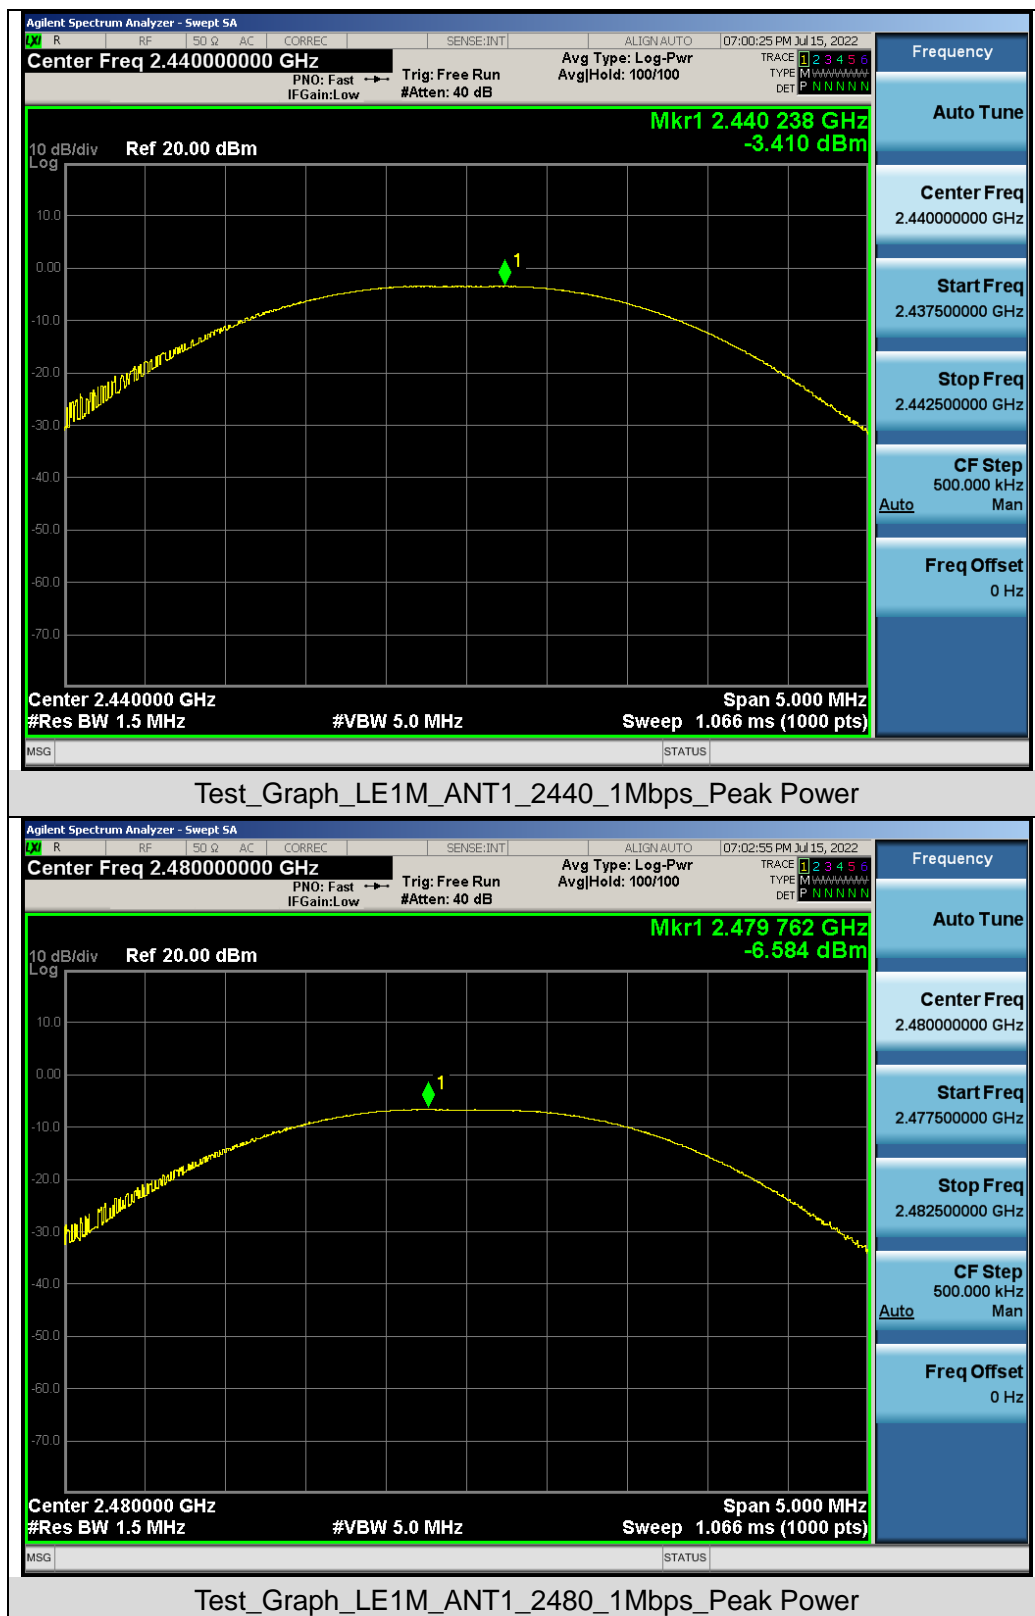 Agilent Spectrum Analyzer - Swept SA
LXI R RF 50 Ω AC CORREC SENSE:INT ALIGNAUTO 07:00:25 PM Jul 15, 2022
Center Freq 2.440000000 GHz
PNO: Fast
IFGain:Low
Trig: Free Run
#Atten: 40 dB
Avg Type: Log-Pwr
Avg|Hold: 100/100
TRACE 1 2 3 4 5 6
TYPE M WWWWW
DET P N N N N N
Mkr1 2.440 238 GHz
-3.410 dBm
10 dB/div Ref 20.00 dBm
Log
10.0
0.00
-10.0
-20.0
-30.0
-40.0
-50.0
-60.0
-70.0
1
Center 2.440000 GHz Span 5.000 MHz
#Res BW 1.5 MHz #VBW 5.0 MHz Sweep 1.066 ms (1000 pts)
MSG STATUS
Frequency
Auto Tune
Center Freq
2.440000000 GHz
Start Freq
2.437500000 GHz
Stop Freq
2.442500000 GHz
CF Step
500.000 kHz
Auto Man
Freq Offset
0 Hz
Test_Graph_LE1M_ANT1_2440_1Mbps_Peak Power
Agilent Spectrum Analyzer - Swept SA
LXI R RF 50 Ω AC CORREC SENSE:INT ALIGNAUTO 07:02:55 PM Jul 15, 2022
Center Freq 2.480000000 GHz
PNO: Fast
IFGain:Low
Trig: Free Run
#Atten: 40 dB
Avg Type: Log-Pwr
Avg|Hold: 100/100
TRACE 1 2 3 4 5 6
TYPE M WWWWW
DET P N N N N N
Mkr1 2.479 762 GHz
-6.584 dBm
10 dB/div Ref 20.00 dBm
Log
10.0
0.00
-10.0
-20.0
-30.0
-40.0
-50.0
-60.0
-70.0
1
Center 2.480000 GHz Span 5.000 MHz
#Res BW 1.5 MHz #VBW 5.0 MHz Sweep 1.066 ms (1000 pts)
MSG STATUS
Frequency
Auto Tune
Center Freq
2.480000000 GHz
Start Freq
2.477500000 GHz
Stop Freq
2.482500000 GHz
CF Step
500.000 kHz
Auto Man
Freq Offset
0 Hz
Test_Graph_LE1M_ANT1_2480_1Mbps_Peak Power